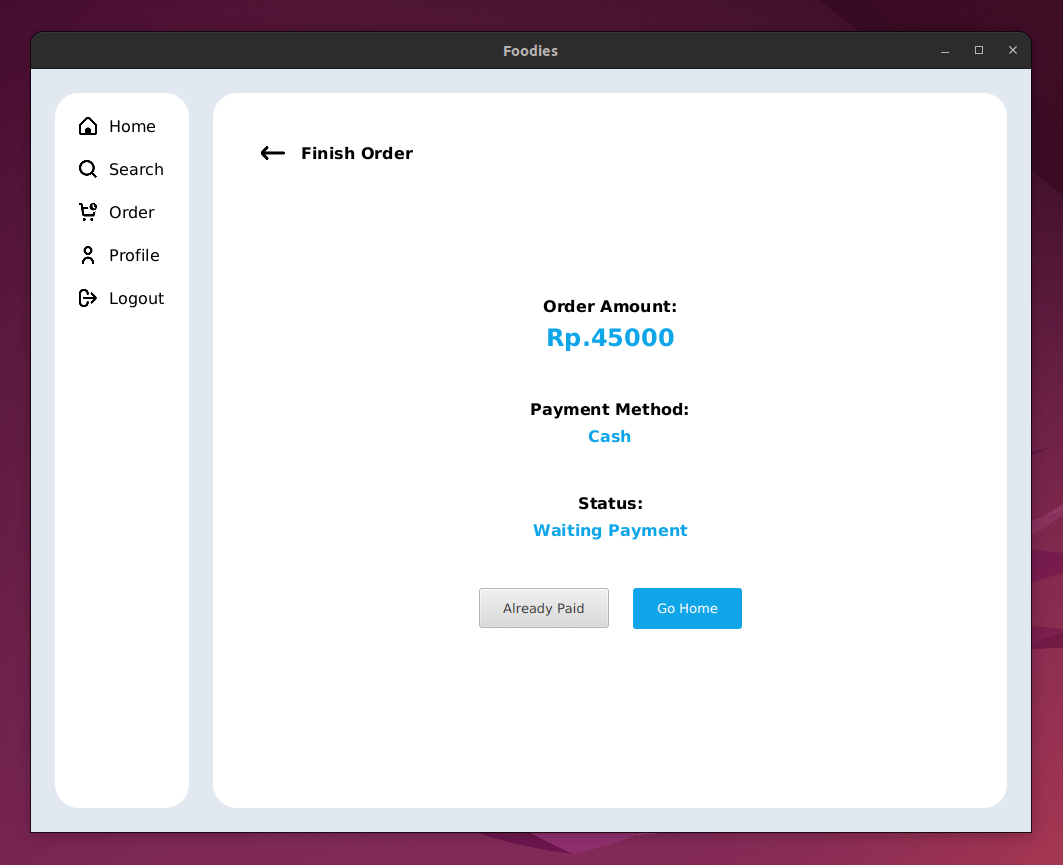 Foodies
Home
Search
Order
Profile
Logout
Finish Order
Order Amount:
Rp.45000
Payment Method:
Cash
Status:
Waiting Payment
Already Paid
Go Home